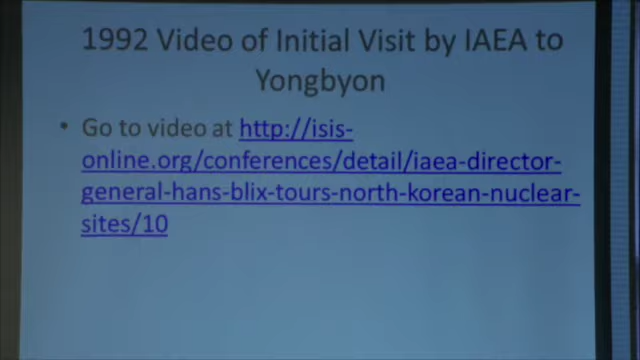 1992 Video of Initial Visit by IAEA to
Yongbyon
• Go to video at http://isis-
online.org/conferences/detail/iaea-director-
general-hans-blix-tours-north-korean-nuclear-
sites/10